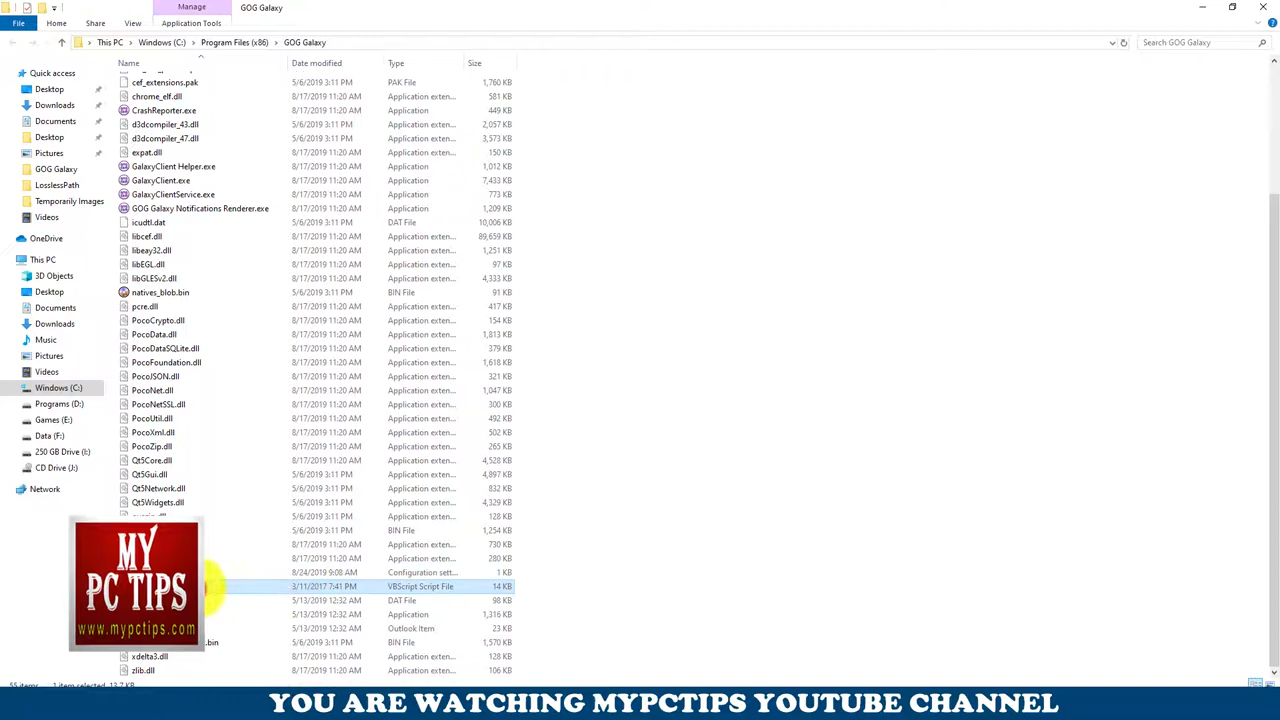 Manage
GOG Galaxy
File
Home
Share
View
Application Tools
This PC > Windows (C:) > Program Files (x86) > GOG Galaxy
Search GOG Galaxy
Name
Date modified
Type
Size
Quick access
Desktop
Downloads
Documents
Desktop
Pictures
GOG Galaxy
LosslessPath
Temporarily Images
Videos
OneDrive
This PC
3D Objects
Desktop
Documents
Downloads
Music
Pictures
Videos
Windows (C:)
Programs (D:)
Games (E:)
Data (F:)
250 GB Drive (I:)
CD Drive (J:)
Network
cef_extensions.pak 5/6/2019 3:11 PM PAK File 1,760 KB
chrome_elf.dll 8/17/2019 11:20 AM Application exten... 581 KB
CrashReporter.exe 8/17/2019 11:20 AM Application 449 KB
d3dcompiler_43.dll 5/6/2019 3:11 PM Application exten... 2,057 KB
d3dcompiler_47.dll 5/6/2019 3:11 PM Application exten... 3,573 KB
expat.dll 8/17/2019 11:20 AM Application exten... 150 KB
GalaxyClient Helper.exe 8/17/2019 11:20 AM Application 1,012 KB
GalaxyClient.exe 8/17/2019 11:20 AM Application 7,433 KB
GalaxyClientService.exe 8/17/2019 11:20 AM Application 773 KB
GOG Galaxy Notifications Renderer.exe 8/17/2019 11:20 AM Application 1,209 KB
icudtl.dat 5/6/2019 3:11 PM DAT File 10,006 KB
libcef.dll 8/17/2019 11:20 AM Application exten... 89,659 KB
libeay32.dll 8/17/2019 11:20 AM Application exten... 1,251 KB
libEGL.dll 8/17/2019 11:20 AM Application exten... 97 KB
libGLESv2.dll 8/17/2019 11:20 AM Application exten... 4,333 KB
natives_blob.bin 5/6/2019 3:11 PM BIN File 91 KB
pcre.dll 8/17/2019 11:20 AM Application exten... 417 KB
PocoCrypto.dll 8/17/2019 11:20 AM Application exten... 154 KB
PocoData.dll 8/17/2019 11:20 AM Application exten... 1,813 KB
PocoDataSQLite.dll 8/17/2019 11:20 AM Application exten... 379 KB
PocoFoundation.dll 8/17/2019 11:20 AM Application exten... 1,618 KB
PocoJSON.dll 8/17/2019 11:20 AM Application exten... 321 KB
PocoNet.dll 8/17/2019 11:20 AM Application exten... 1,047 KB
PocoNetSSL.dll 8/17/2019 11:20 AM Application exten... 300 KB
PocoUtil.dll 8/17/2019 11:20 AM Application exten... 492 KB
PocoXml.dll 8/17/2019 11:20 AM Application exten... 502 KB
PocoZip.dll 8/17/2019 11:20 AM Application exten... 265 KB
Qt5Core.dll 8/17/2019 11:20 AM Application exten... 4,528 KB
Qt5Gui.dll 5/6/2019 3:11 PM Application exten... 4,897 KB
Qt5Network.dll 5/6/2019 3:11 PM Application exten... 832 KB
Qt5Widgets.dll 5/6/2019 3:11 PM Application exten... 4,329 KB
5/6/2019 3:11 PM Application exten... 128 KB
5/6/2019 3:11 PM BIN File 1,254 KB
8/17/2019 11:20 AM Application exten... 730 KB
8/17/2019 11:20 AM Application exten... 280 KB
8/24/2019 9:08 AM Configuration sett... 1 KB
3/11/2017 7:41 PM VBScript Script File 14 KB
5/13/2019 12:32 AM DAT File 98 KB
5/13/2019 12:32 AM Application 1,316 KB
5/13/2019 12:32 AM Outlook Item 23 KB
.bin 5/6/2019 3:11 PM BIN File 1,570 KB
xdelta3.dll 8/17/2019 11:20 AM Application exten... 128 KB
zlib.dll 8/17/2019 11:20 AM Application exten... 106 KB
55 items 1 item selected 13.7 KB
MY
PC TIPS
www.mypctips.com
YOU ARE WATCHING MYPCTIPS YOUTUBE CHANNEL